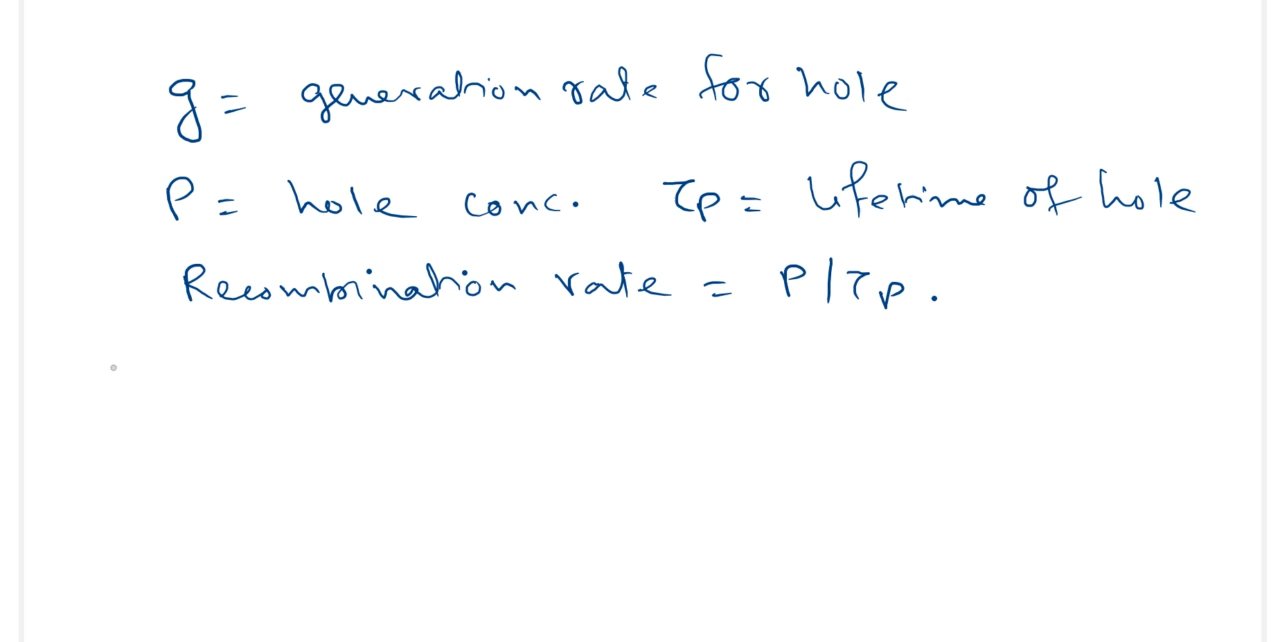 g = generation rate for hole
P = hole conc. τp = lifetime of hole
Recombination rate = P/τp.